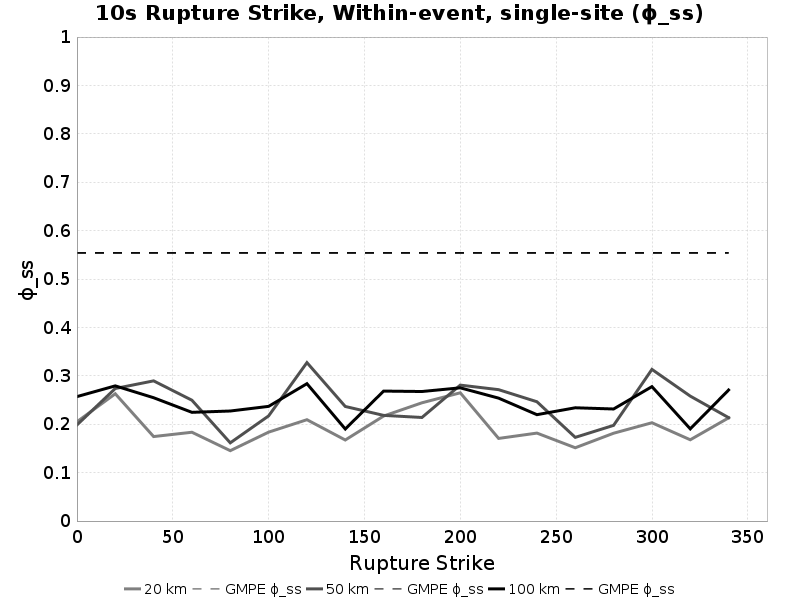 10s Rupture Strike, Within-event, single-site (ϕ_ss)
1
0.9
0.8
0.7
0.6
0.5
0.4
0.3
0.2
0.1
0
ϕ_ss
0 50 100 150 200 250 300 350
Rupture Strike
20 km GMPE ϕ_ss 50 km GMPE ϕ_ss 100 km GMPE ϕ_ss